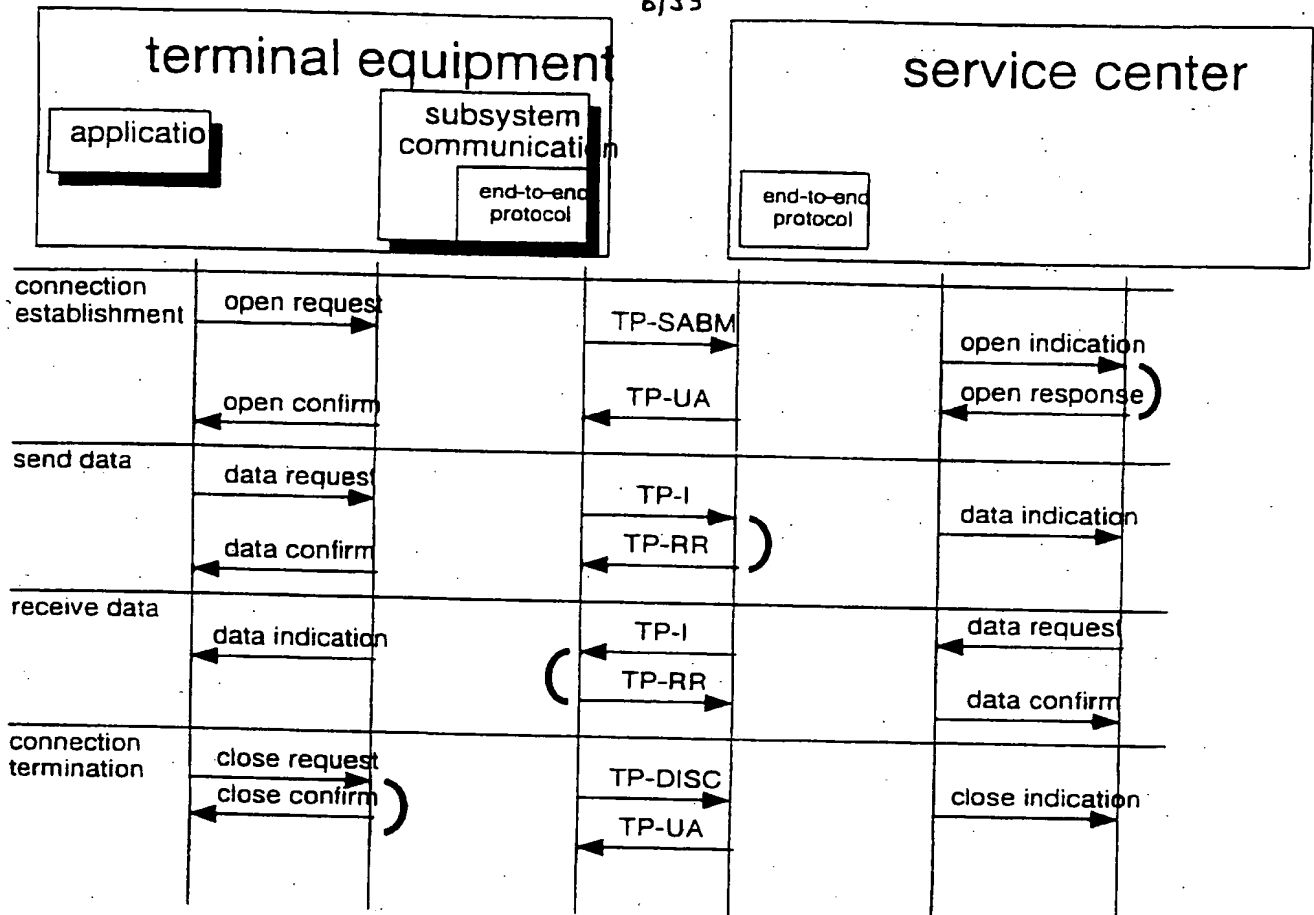 6/35
terminal equipment
service center
applicatio
subsystem
communication
end-to-end
protocol
end-to-end
protocol
connection
establishment
open request
TP-SABM
open indication
open confirm
TP-UA
open response
send data
data request
TP-I
data indication
data confirm
TP-RR
receive data
data indication
TP-I
data request
TP-RR
data confirm
connection
termination
close request
TP-DISC
close indication
close confirm
TP-UA